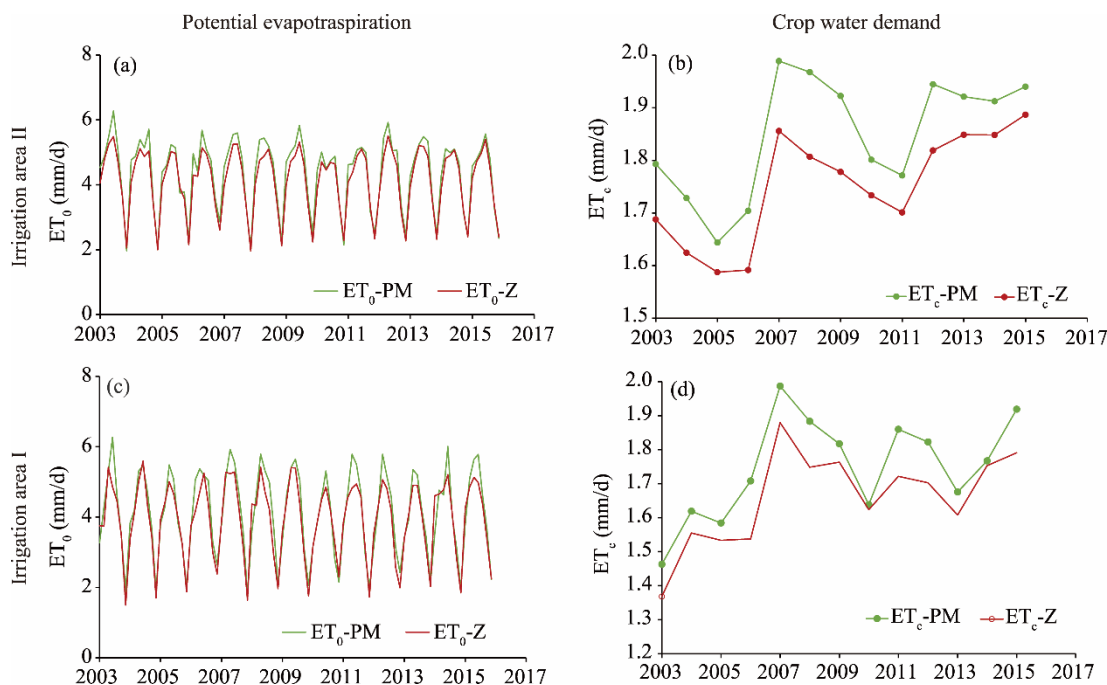 Potential evapotraspiration
Crop water demand
Irrigation area II
(a)
ET₀ (mm/d)
8
6
4
2
0
ET₀-PM ET₀-Z
2003 2005 2007 2009 2011 2013 2015 2017
(b)
ETc (mm/d)
2.0
1.9
1.8
1.7
1.6
1.5
ETc-PM ETc-Z
2003 2005 2007 2009 2011 2013 2015 2017
Irrigation area I
(c)
ET₀ (mm/d)
8
6
4
2
0
ET₀-PM ET₀-Z
2003 2005 2007 2009 2011 2013 2015 2017
(d)
ETc (mm/d)
2.0
1.9
1.8
1.7
1.6
1.5
1.4
1.3
1.2
ETc-PM ETc-Z
2003 2005 2007 2009 2011 2013 2015 2017